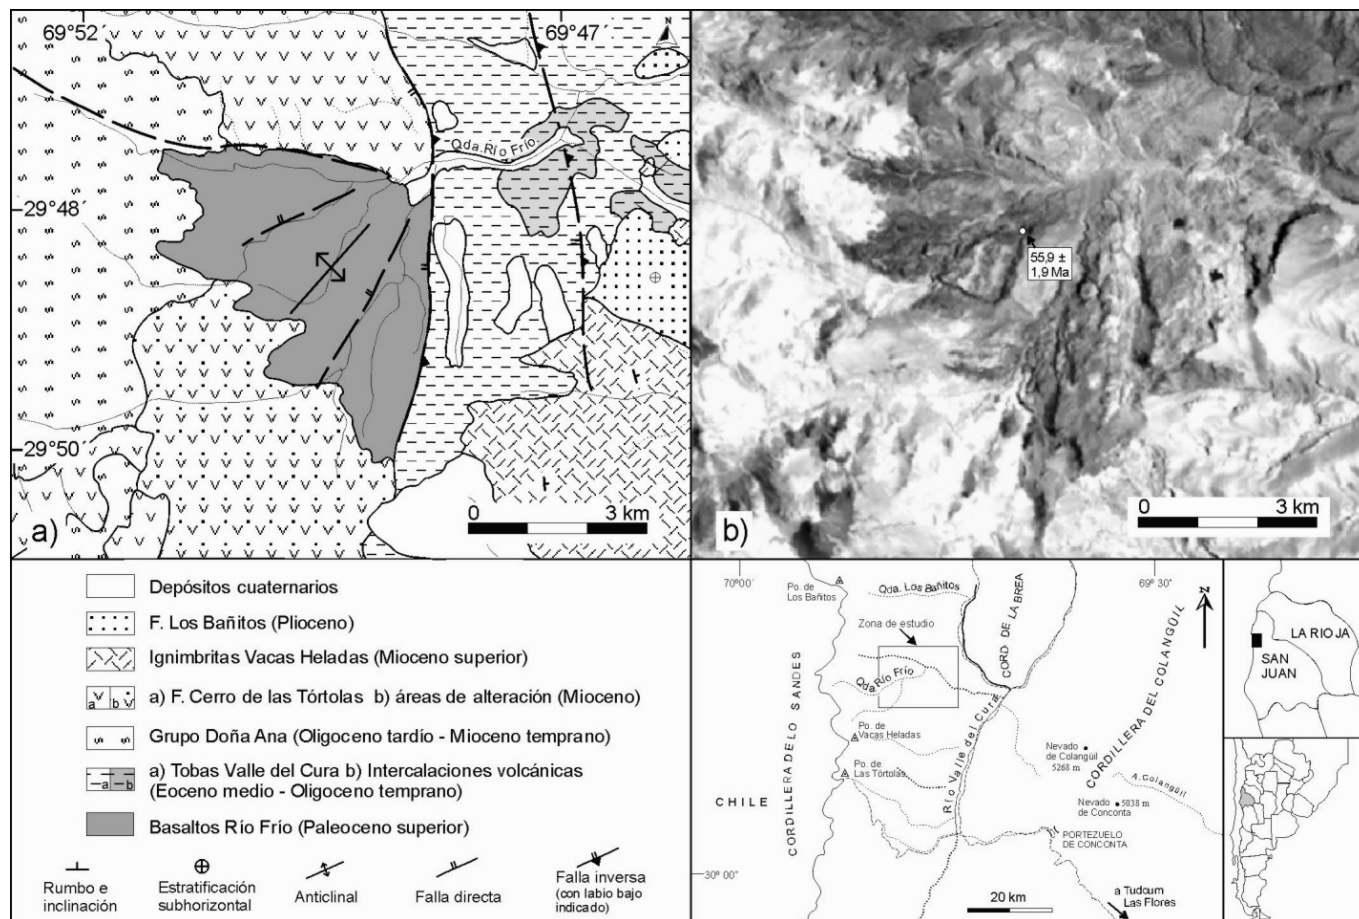 69°52´
69°47´
N
Qda. Río Frío
29°48´
29°50´
0 3 km
a)
55,9 ±
1,9 Ma
0 3 km
b)
Depósitos cuaternarios
F. Los Bañitos (Plioceno)
Ignimbritas Vacas Heladas (Mioceno superior)
a b
a) F. Cerro de las Tórtolas b) áreas de alteración (Mioceno)
Grupo Doña Ana (Oligoceno tardío - Mioceno temprano)
a b
a) Tobas Valle del Cura b) Intercalaciones volcánicas
(Eoceno medio - Oligoceno temprano)
Basaltos Río Frío (Paleoceno superior)
Rumbo e
inclinación
Estratificación
subhorizontal
Anticlinal
Falla directa
Falla inversa
(con labio bajo
indicado)
70°00´
69°30´
Po. de
Los Bañitos
Qda. Los Bañitos
CORD DE LA BREA
N
Zona de estudio
Qda. Río Frío
CORDILLERA DE LOS ANDES
Po. de
Vacas Heladas
Río Valle del Cura
CORDILLERA DEL COLANGÜIL
Nevado
de Colangüil
5268 m
Po. de
Las Tórtolas
A. Colangüil
CHILE
Nevado
de Conconta
5038 m
PORTEZUELO
DE CONCONTA
30° 00´
20 km
a Tudcum
Las Flores
LA RIOJA
SAN
JUAN